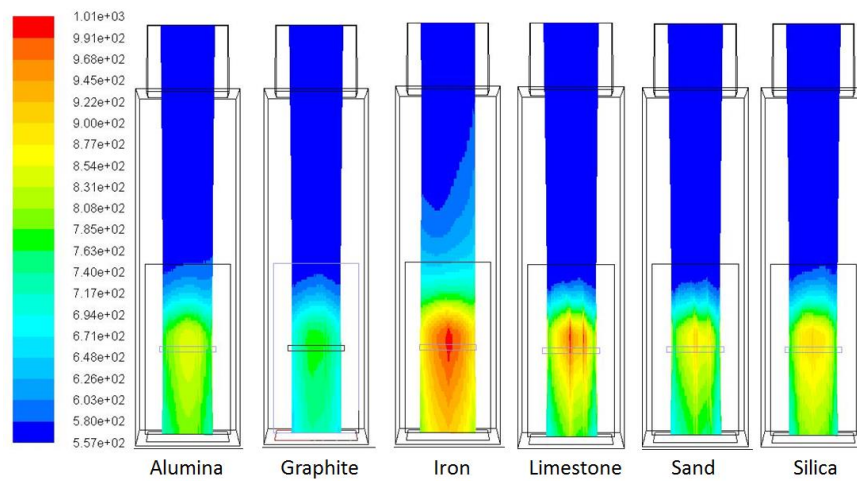 1.01e+03
9.91e+02
9.68e+02
9.45e+02
9.22e+02
9.00e+02
8.77e+02
8.54e+02
8.31e+02
8.08e+02
7.85e+02
7.63e+02
7.40e+02
7.17e+02
6.94e+02
6.71e+02
6.48e+02
6.26e+02
6.03e+02
5.80e+02
5.57e+02
Alumina Graphite Iron Limestone Sand Silica